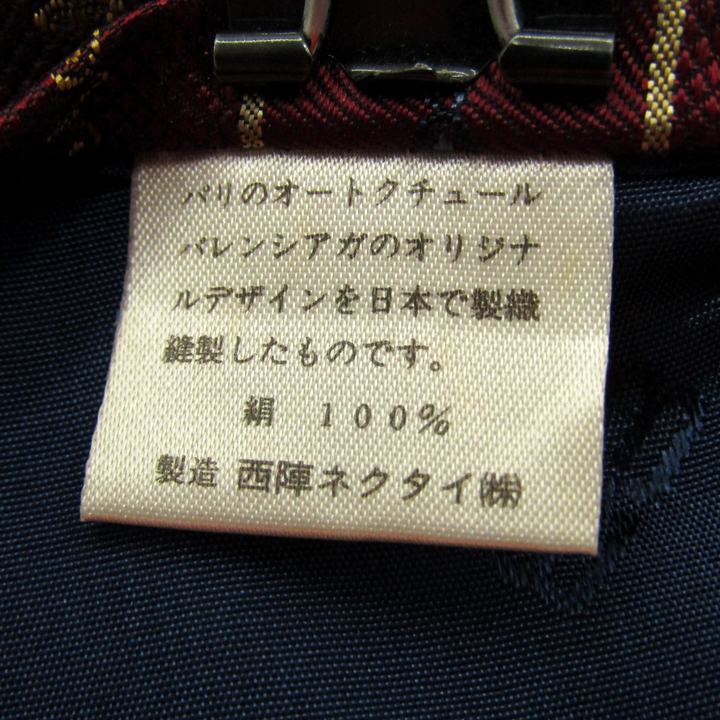 パリのオートクチュール
バレンシアガのオリジナ
ルデザインを日本で製織
縫製したものです。
絹 100%
製造 西陣ネクタイ㈱